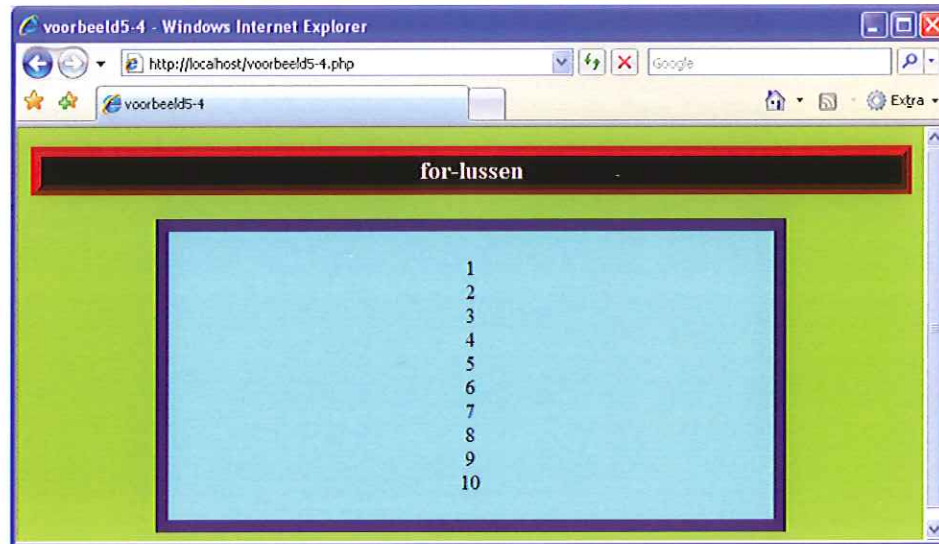 voorbeeld5-4 - Windows Internet Explorer
http://localhost/voorbeeld5-4.php
Google
voorbeeld5-4
Extra
for-lussen
1
2
3
4
5
6
7
8
9
10